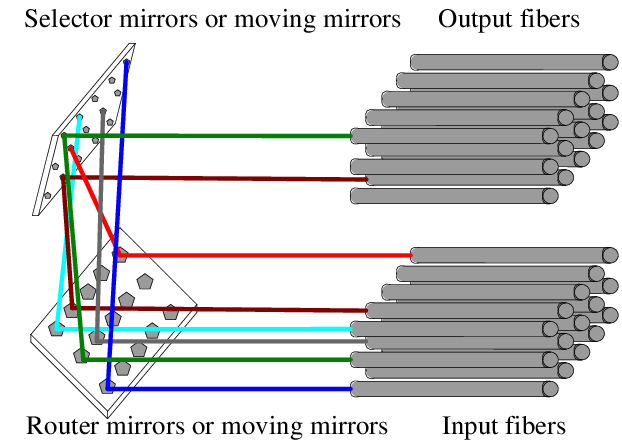 Selector mirrors or moving mirrors
Output fibers
Router mirrors or moving mirrors
Input fibers